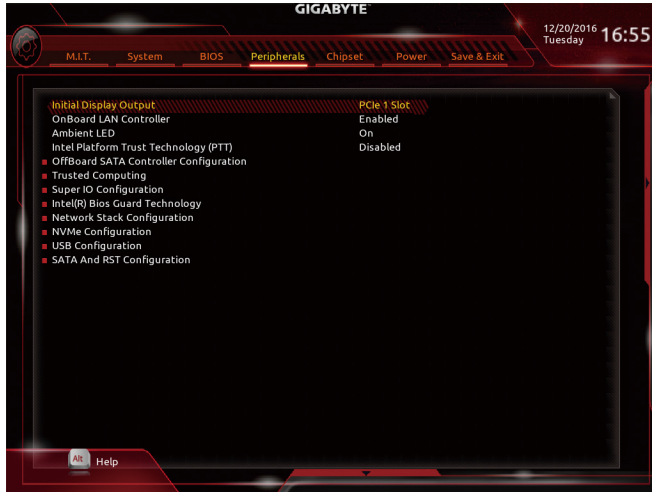 GIGABYTE™
12/20/2016 16:55
Tuesday
M.I.T. System BIOS Peripherals Chipset Power Save & Exit
Initial Display Output PCIe 1 Slot
OnBoard LAN Controller Enabled
Ambient LED On
Intel Platform Trust Technology (PTT) Disabled
OffBoard SATA Controller Configuration
Trusted Computing
Super IO Configuration
Intel(R) Bios Guard Technology
Network Stack Configuration
NVMe Configuration
USB Configuration
SATA And RST Configuration
Alt Help